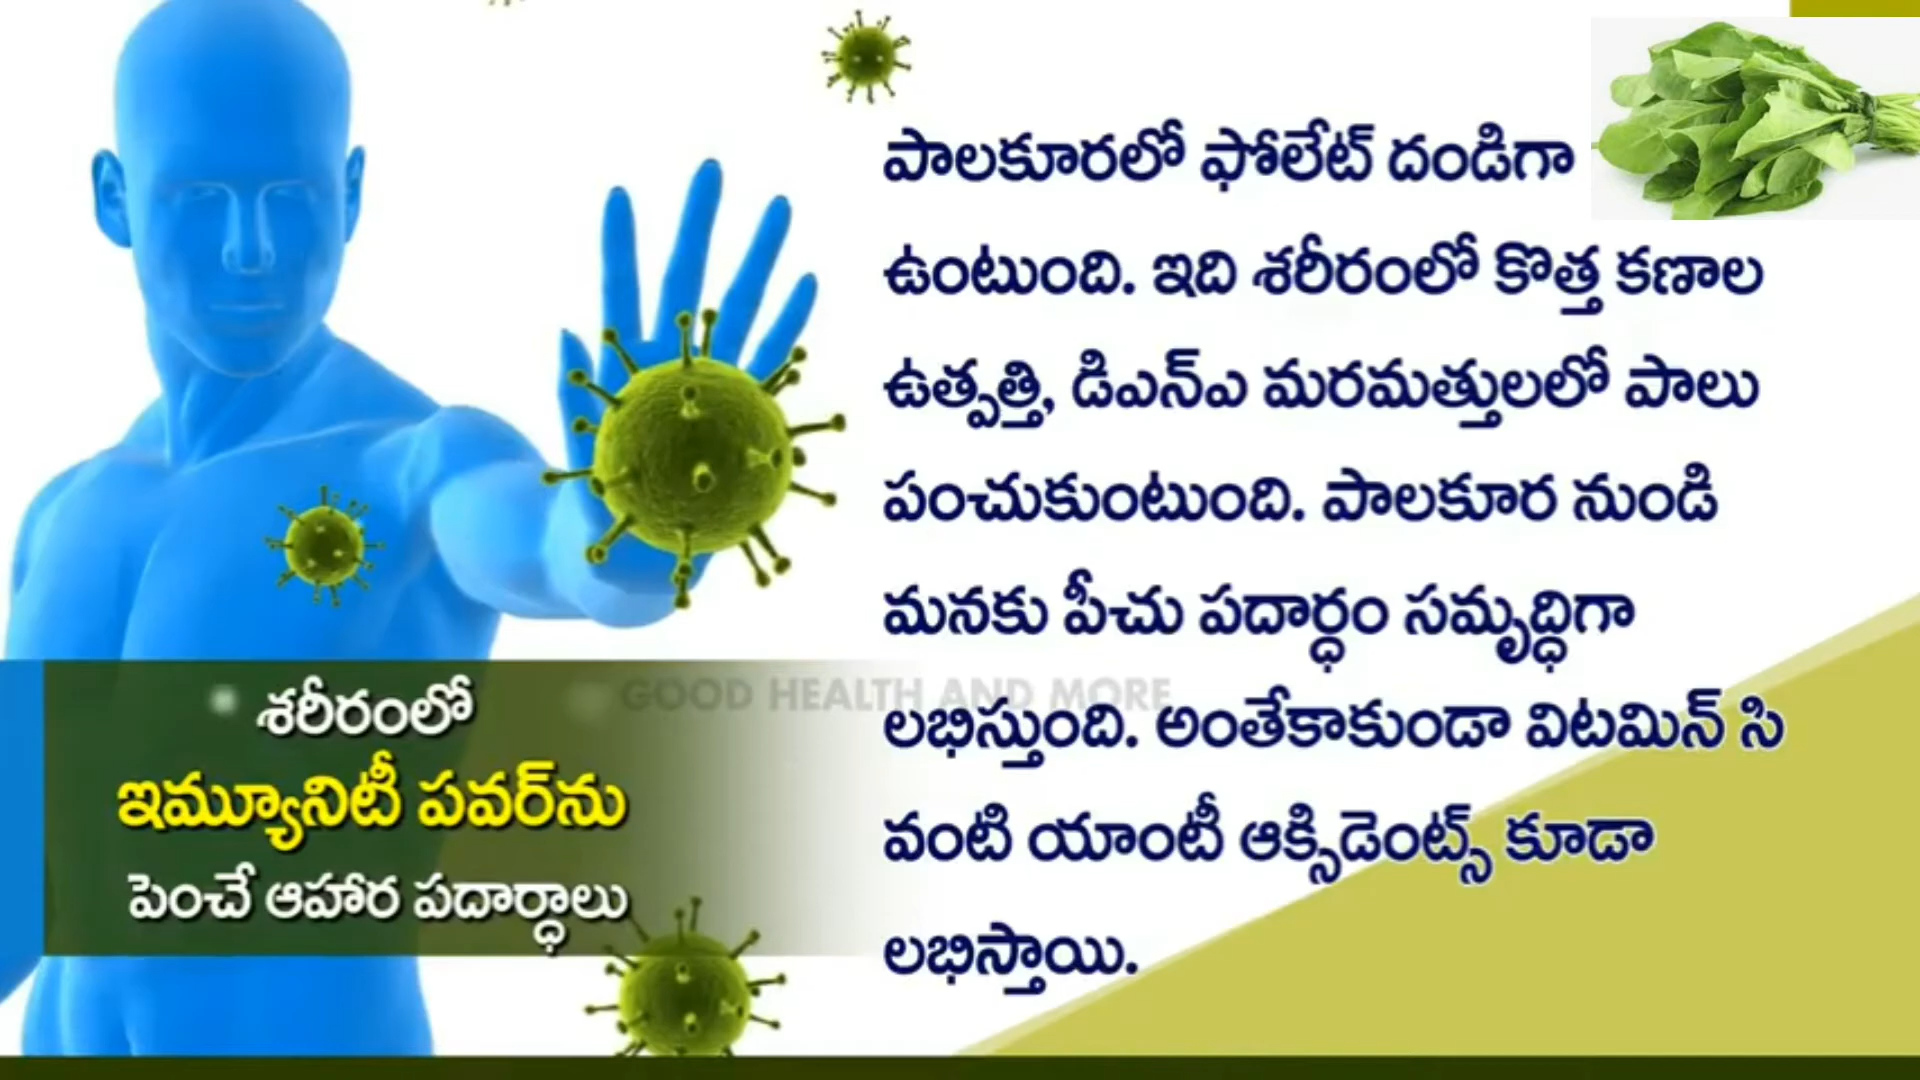 పాలకూరలో ఫోలేట్ దండిగా
ఉంటుంది. ఇది శరీరంలో కొత్త కణాల
ఉత్పత్తి, డిఎన్ఎ మరమత్తులలో పాలు
పంచుకుంటుంది. పాలకూర నుండి
మనకు పీచు పదార్థం సమృద్ధిగా
లభిస్తుంది. అంతేకాకుండా విటమిన్ సి
వంటి యాంటీ ఆక్సిడెంట్స్ కూడా
లభిస్తాయి.
GOOD HEALTH AND MORE
శరీరంలో
ఇమ్యూనిటీ పవర్‌ను
పెంచే ఆహార పదార్థాలు